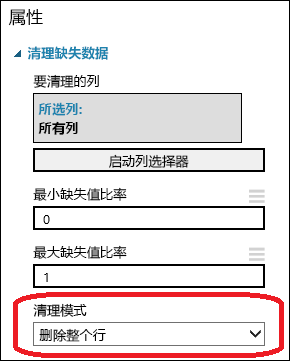 属性
清理缺失数据
要清理的列
所选列:
所有列
启动列选择器
最小缺失值比率
0
最大缺失值比率
1
清理模式
删除整个行